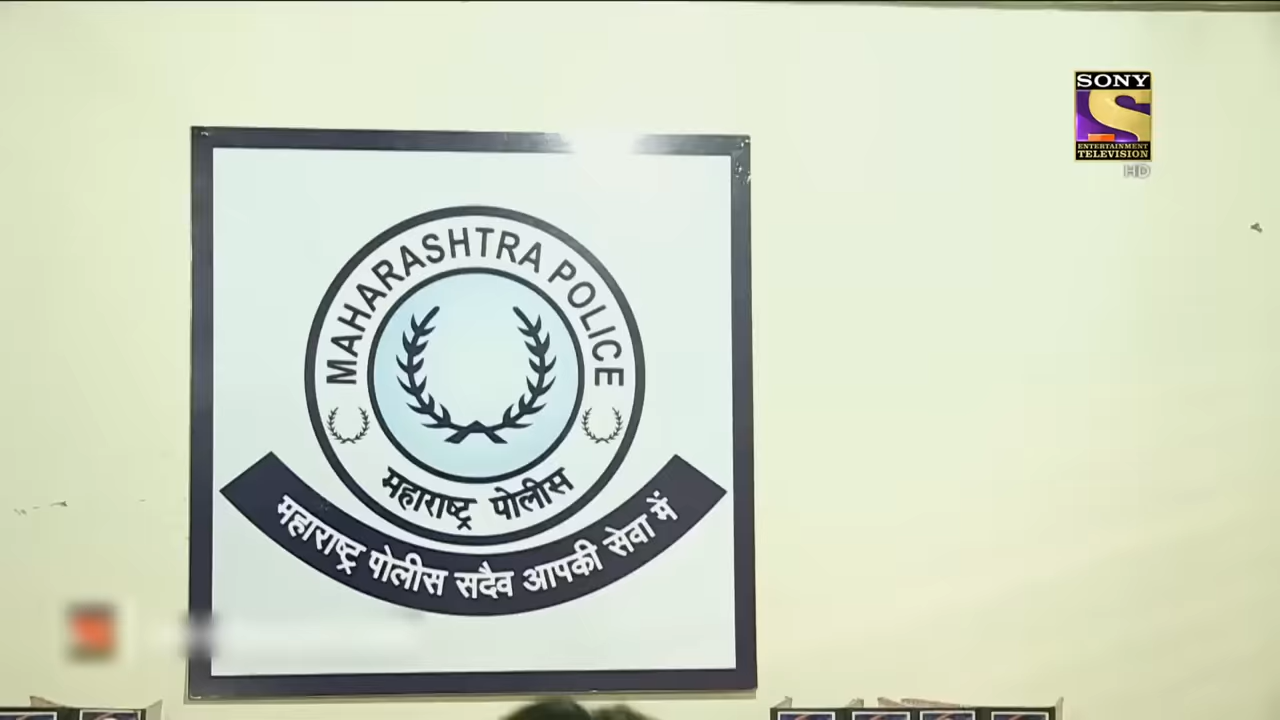 SONY
ENTERTAINMENT
TELEVISION
HD
MAHARASHTRA POLICE
महाराष्ट्र पोलीस
महाराष्ट्र पोलीस सदैव आपकी सेवा में